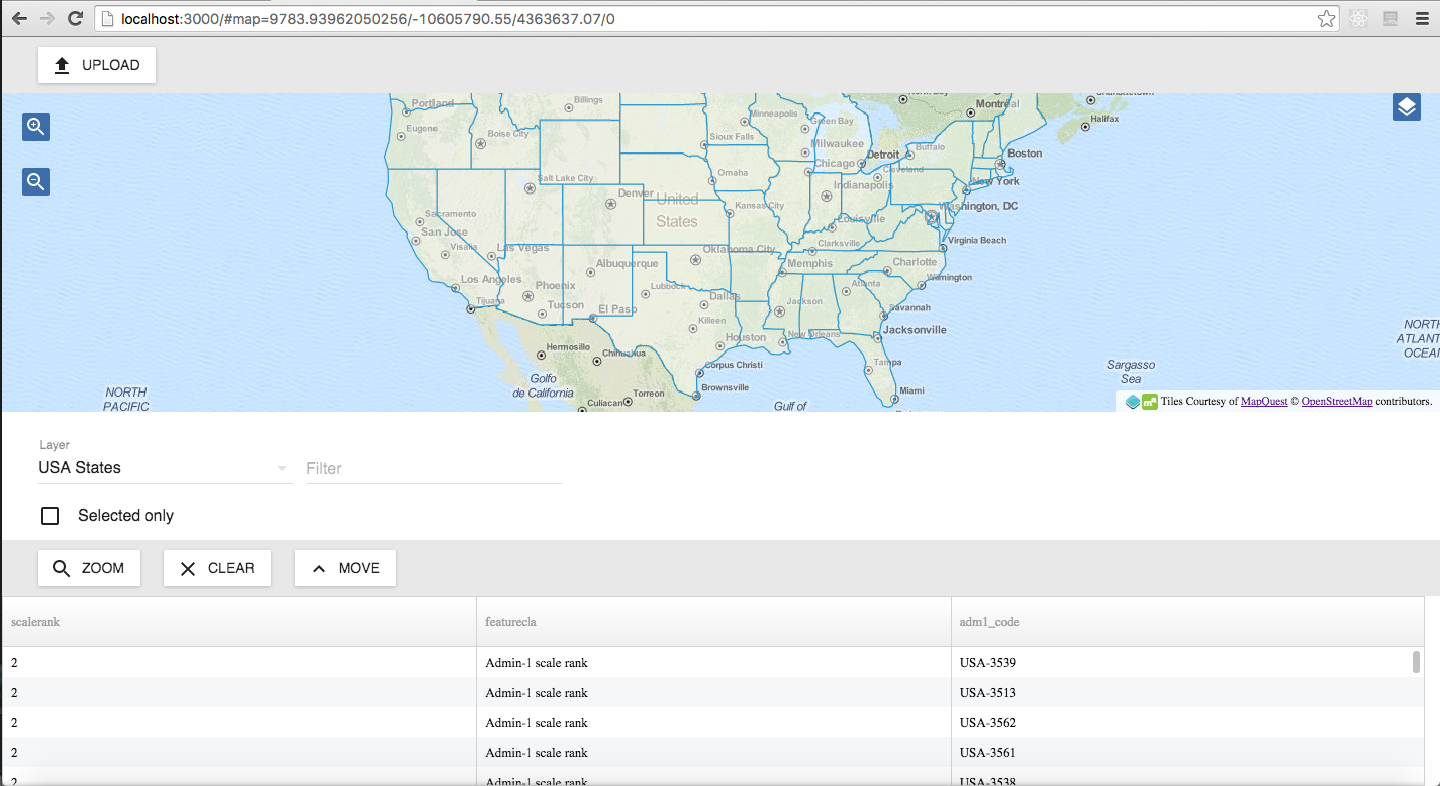 localhost:3000/#map=9783.93962050256/-10605790.55/4363637.07/0
UPLOAD
Portland
Billings
Minneapolis
Green Bay
Montréal
Halifax
Eugene
Boise City
Sioux Falls
Milwaukee
Buffalo
Boston
Chicago
Detroit
Cleveland
Omaha
Salt Lake City
Indianapolis
New York
Denver
United
States
Kansas City
Washington, DC
Sacramento
Louisville
San Jose
Visalia
Las Vegas
Oklahoma City
Clarksville
Virginia Beach
Albuquerque
Memphis
Charlotte
Los Angeles
Phoenix
Lubbock
Dallas
Atlanta
Wilmington
Tijuana
Tucson
El Paso
Jackson
Savannah
Killeen
Houston
New Orleans
Jacksonville
NORTH
ATLANT
OCEAN
Hermosillo
Chihuahua
Corpus Christi
Tampa
Sargasso
Sea
Golfo
de California
Brownsville
Miami
NORTH
PACIFIC
Culiacan
Torreon
Gulf of
Tiles Courtesy of MapQuest © OpenStreetMap contributors.
Layer
USA States
Filter
Selected only
ZOOM CLEAR MOVE
scalerank featurecla adm1_code
2 Admin-1 scale rank USA-3539
2 Admin-1 scale rank USA-3513
2 Admin-1 scale rank USA-3562
2 Admin-1 scale rank USA-3561
2 Admin-1 scale rank USA-3538